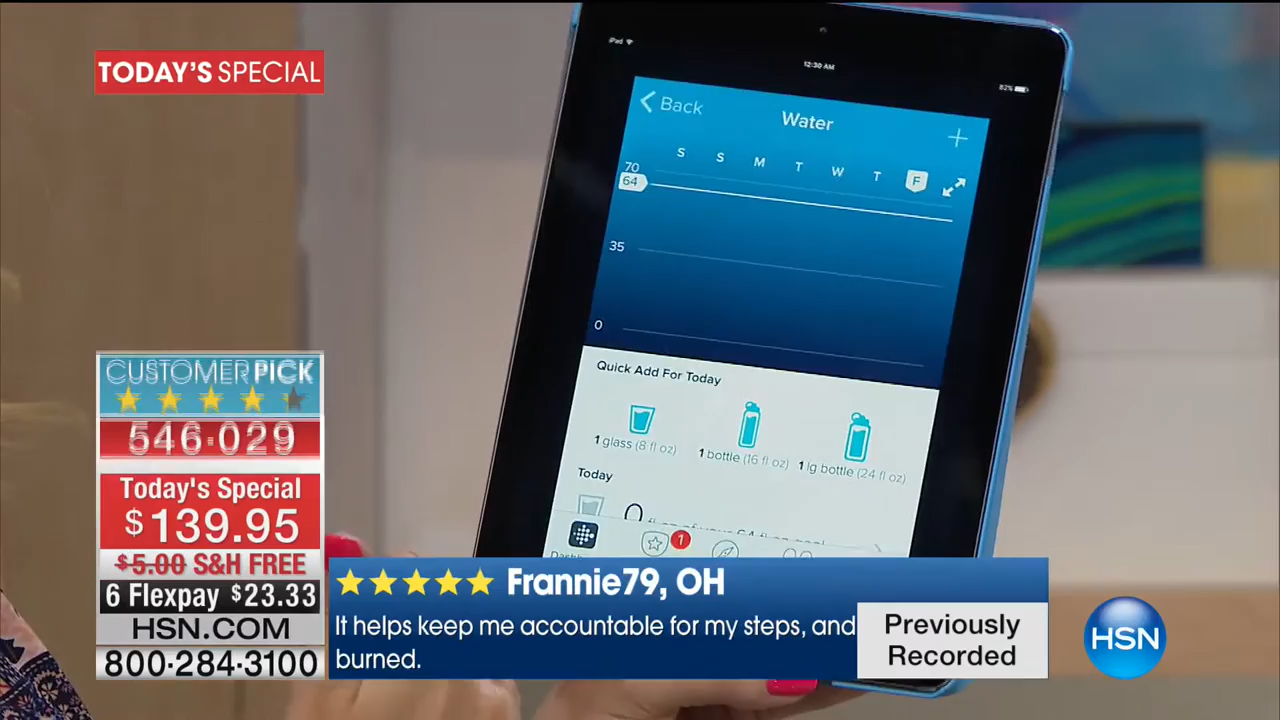 TODAY'S SPECIAL
iPad
12:30 AM
82%
Back
Water
+
S S M T W T F
70
64
35
0
Quick Add For Today
1 glass (8 fl oz)
1 bottle (16 fl oz)
1 lg bottle (24 fl oz)
Today
0
1
CUSTOMER PICK
546-029
Today's Special
$139.95
$5.00 S&H FREE
6 Flexpay $23.33
HSN.COM
800-284-3100
Frannie79, OH
It helps keep me accountable for my steps, and
burned.
Previously
Recorded
HSN